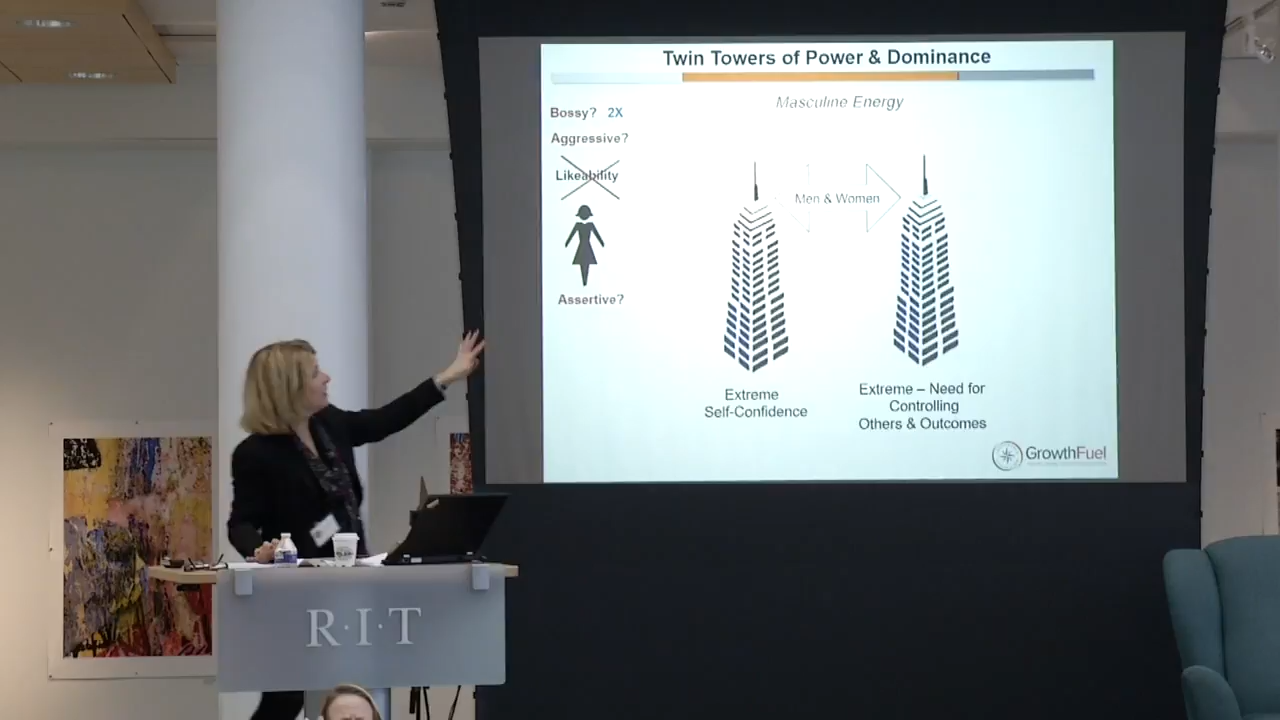 Twin Towers of Power & Dominance
Masculine Energy
Bossy? 2X
Aggressive?
Likeability
Assertive?
Men & Women
Extreme
Self-Confidence
Extreme – Need for
Controlling
Others & Outcomes
GrowthFuel
R·I·T